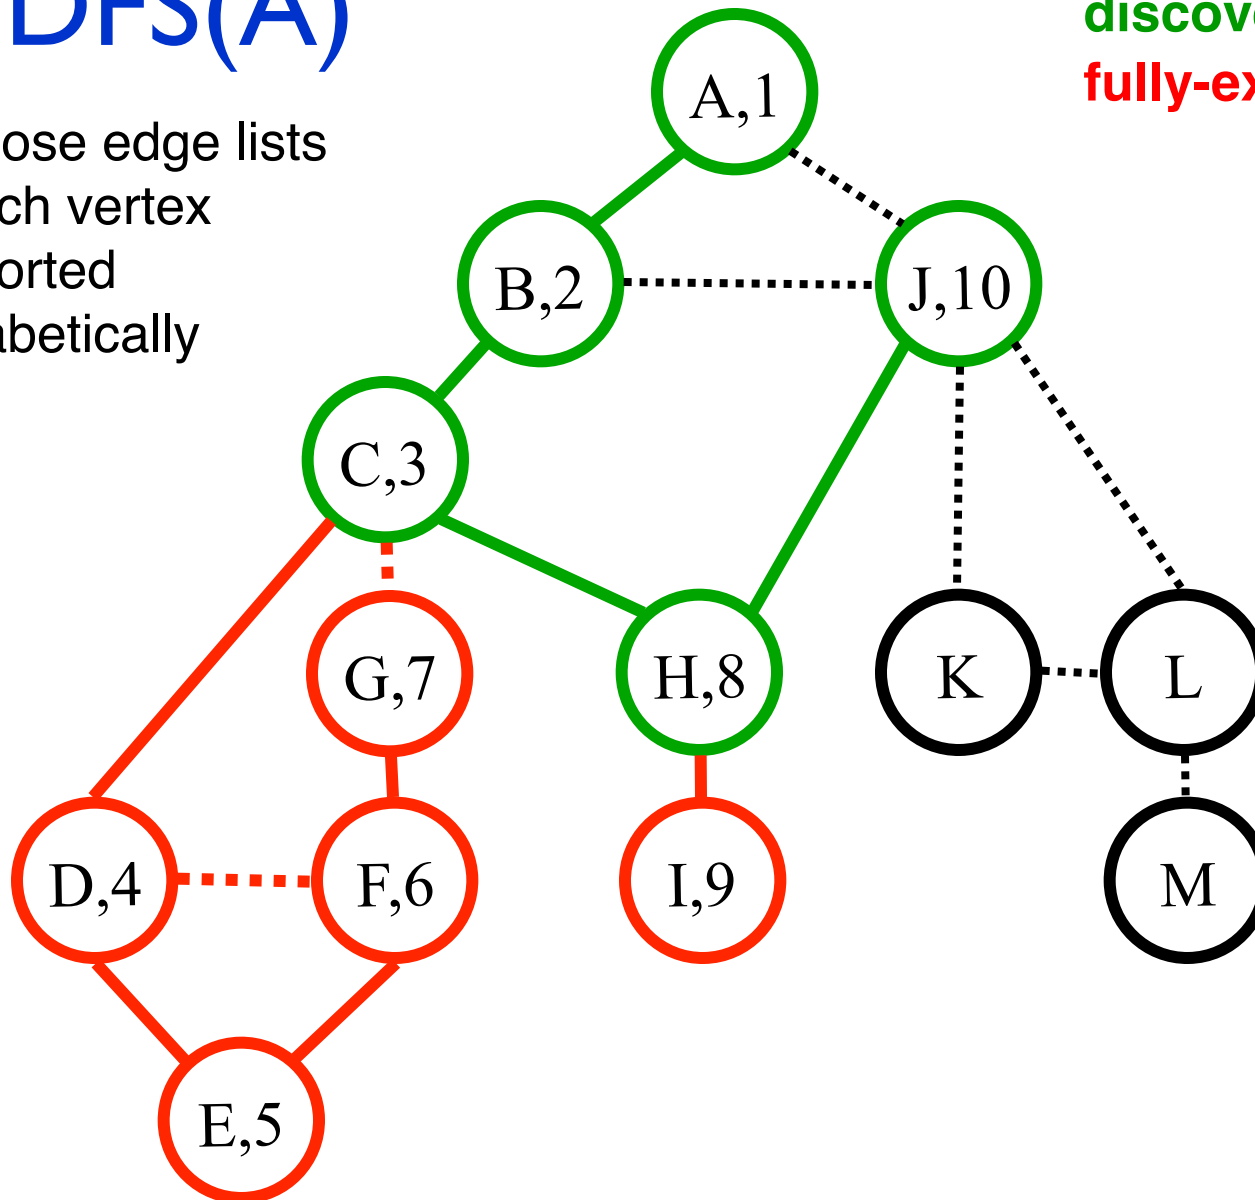 DFS(A)
discov
fully-ex
ose edge lists
ch vertex
orted
abetically
A,1
B,2
J,10
C,3
G,7
H,8
K
L
D,4
F,6
I,9
M
E,5